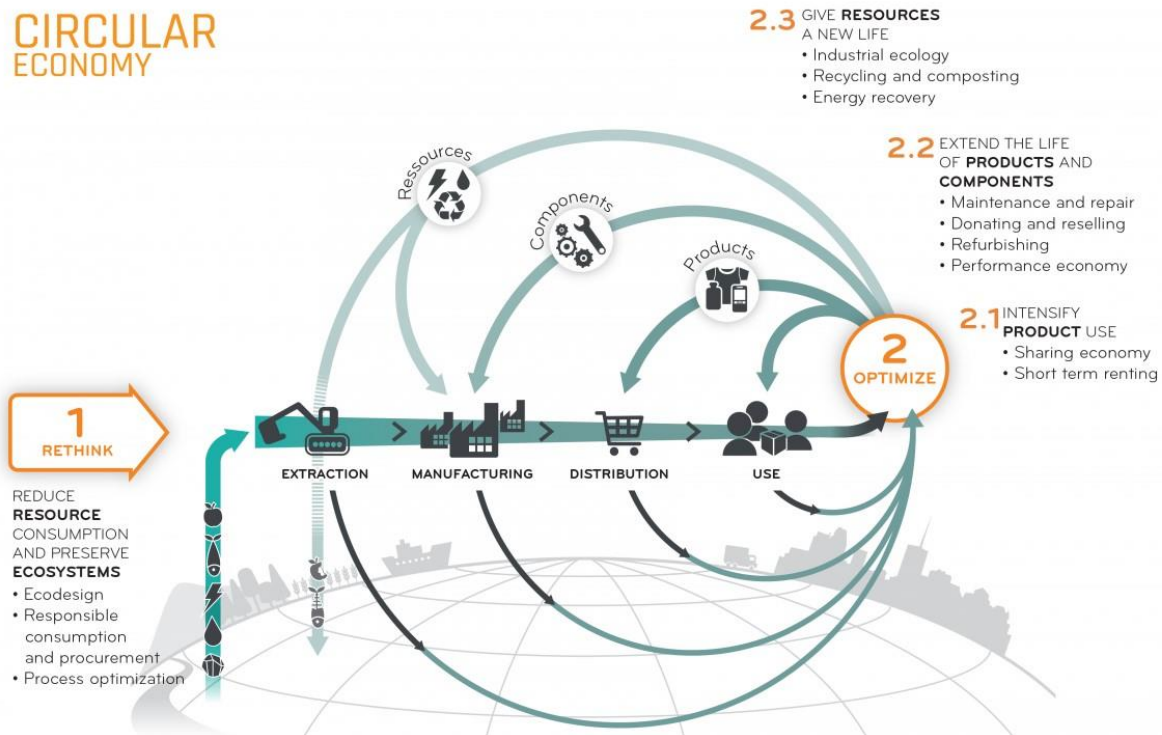 CIRCULAR
ECONOMY
2.3 GIVE RESOURCES
A NEW LIFE
• Industrial ecology
• Recycling and composting
• Energy recovery
2.2 EXTEND THE LIFE
OF PRODUCTS AND
COMPONENTS
• Maintenance and repair
• Donating and reselling
• Refurbishing
• Performance economy
2.1 INTENSIFY
PRODUCT USE
• Sharing economy
• Short term renting
Ressources
Components
Products
2
OPTIMIZE
1
RETHINK
EXTRACTION
MANUFACTURING
DISTRIBUTION
USE
REDUCE
RESOURCE
CONSUMPTION
AND PRESERVE
ECOSYSTEMS
• Ecodesign
• Responsible
consumption
and procurement
• Process optimization